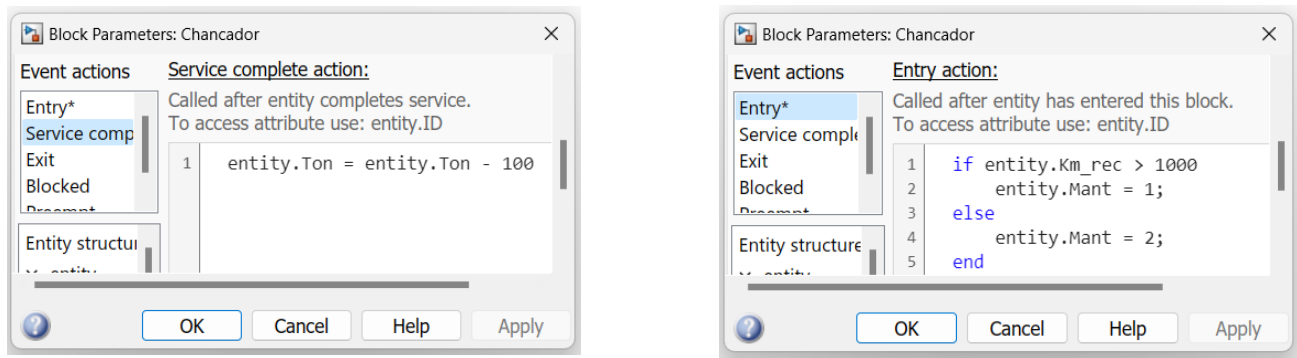 Block Parameters: Chancador
Event actions
Entry*
Service comp
Exit
Blocked
Entity structur
Service complete action:
Called after entity completes service.
To access attribute use: entity.ID
1 entity.Ton = entity.Ton - 100
OK Cancel Help Apply
Block Parameters: Chancador
Event actions
Entry*
Service comple
Exit
Blocked
Entity structure
Entry action:
Called after entity has entered this block.
To access attribute use: entity.ID
1 if entity.Km_rec > 1000
2 entity.Mant = 1;
3 else
4 entity.Mant = 2;
5 end
OK Cancel Help Apply